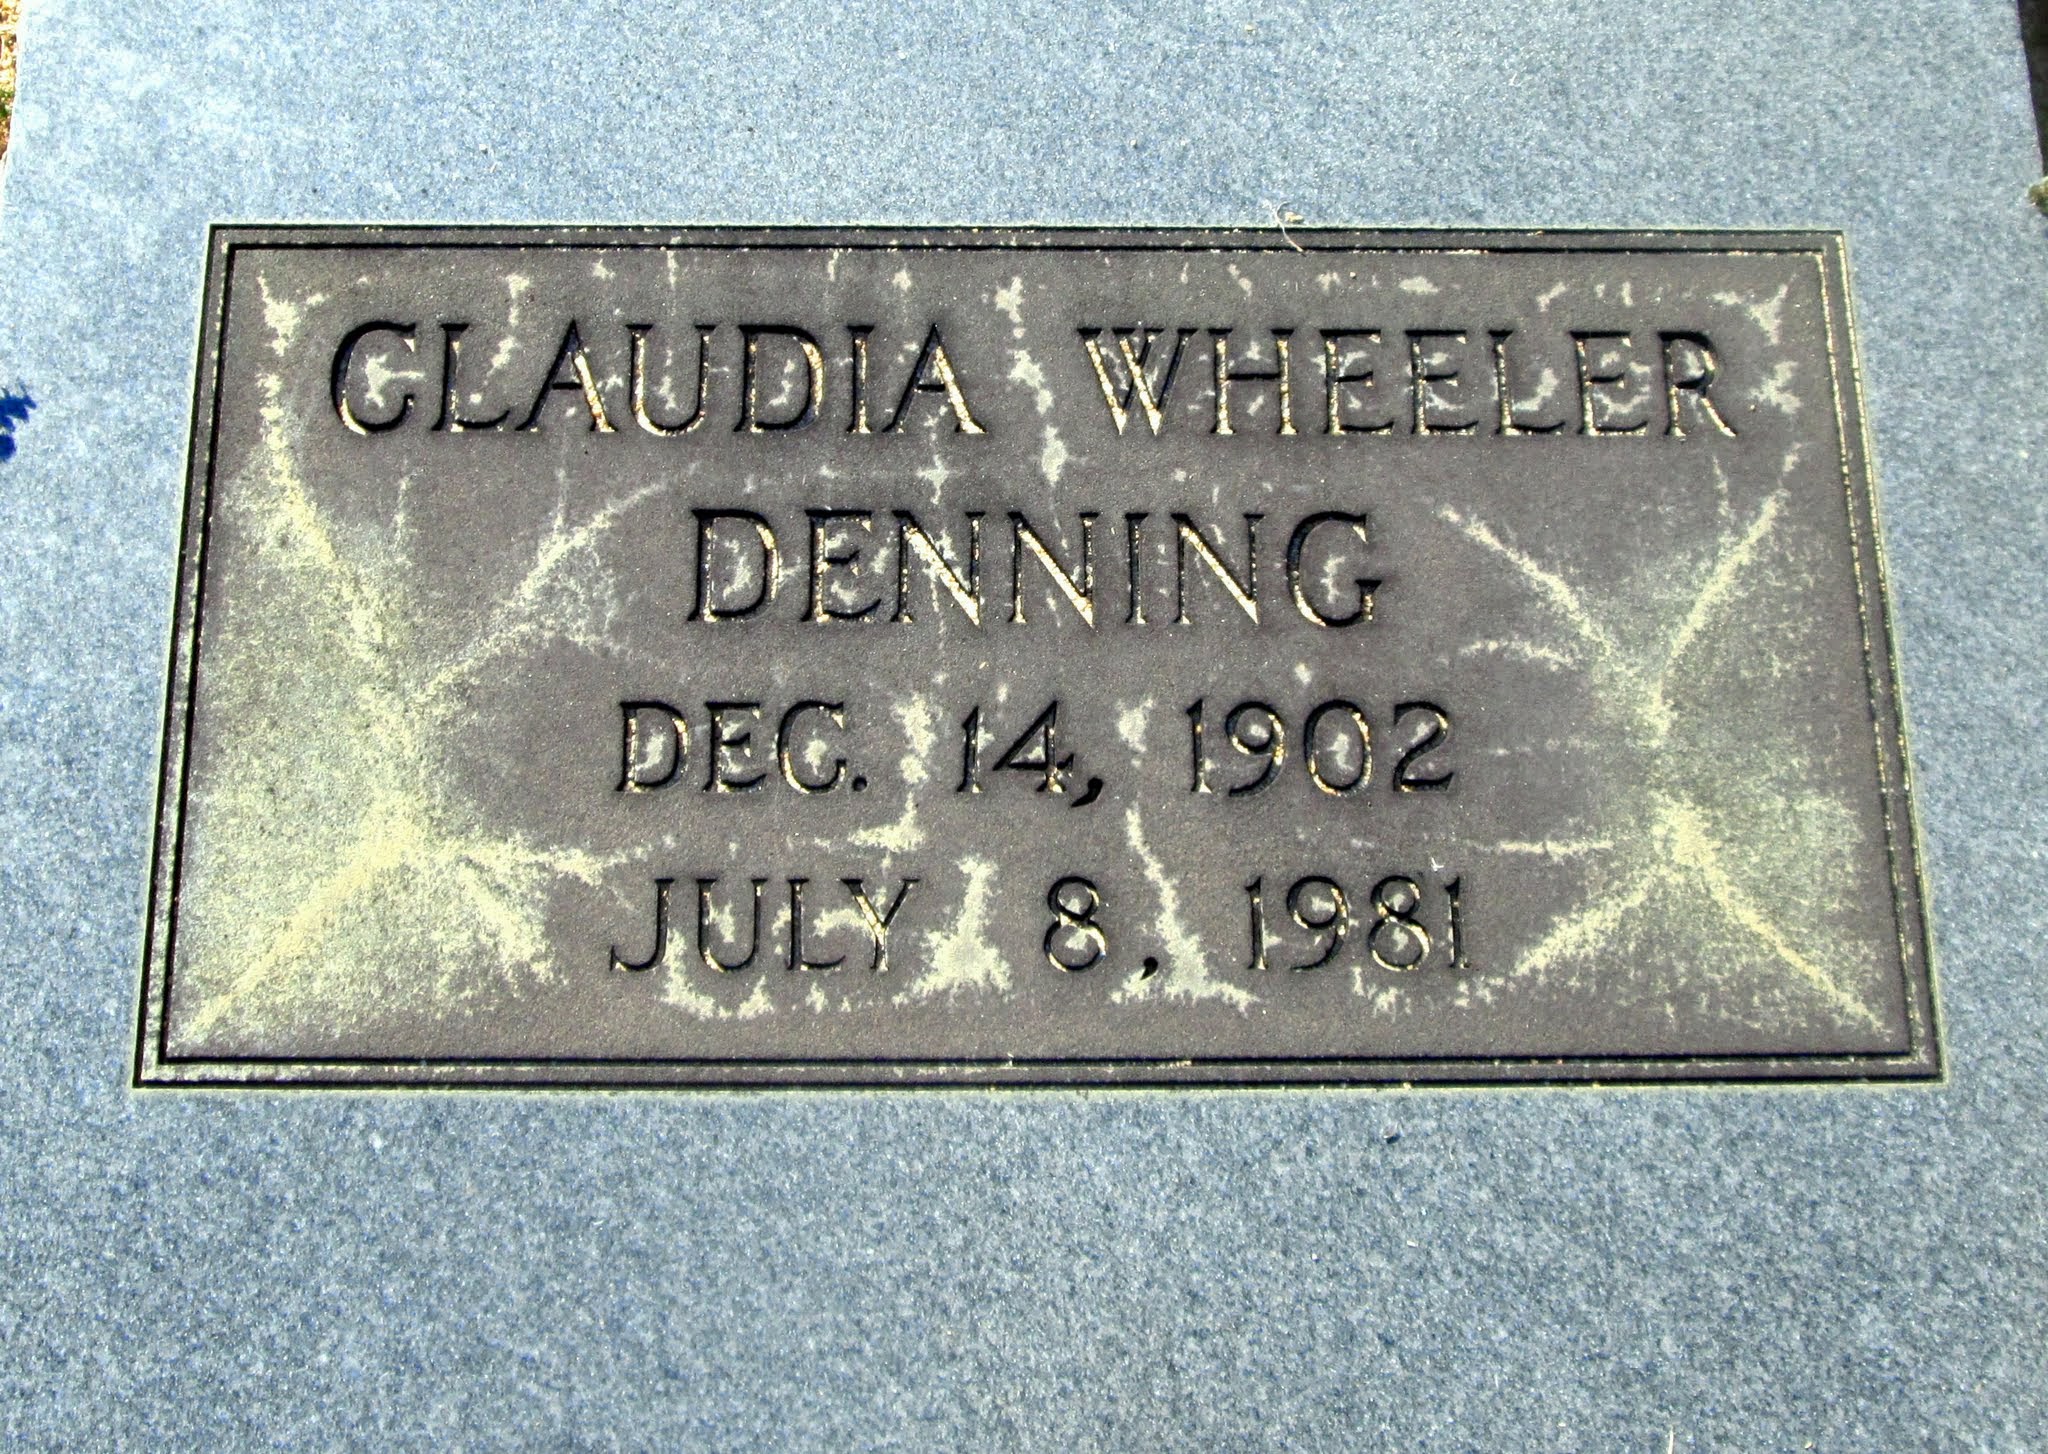 CLAUDIA WHEELER
DENNING
DEC. 14, 1902
JULY 8, 1981